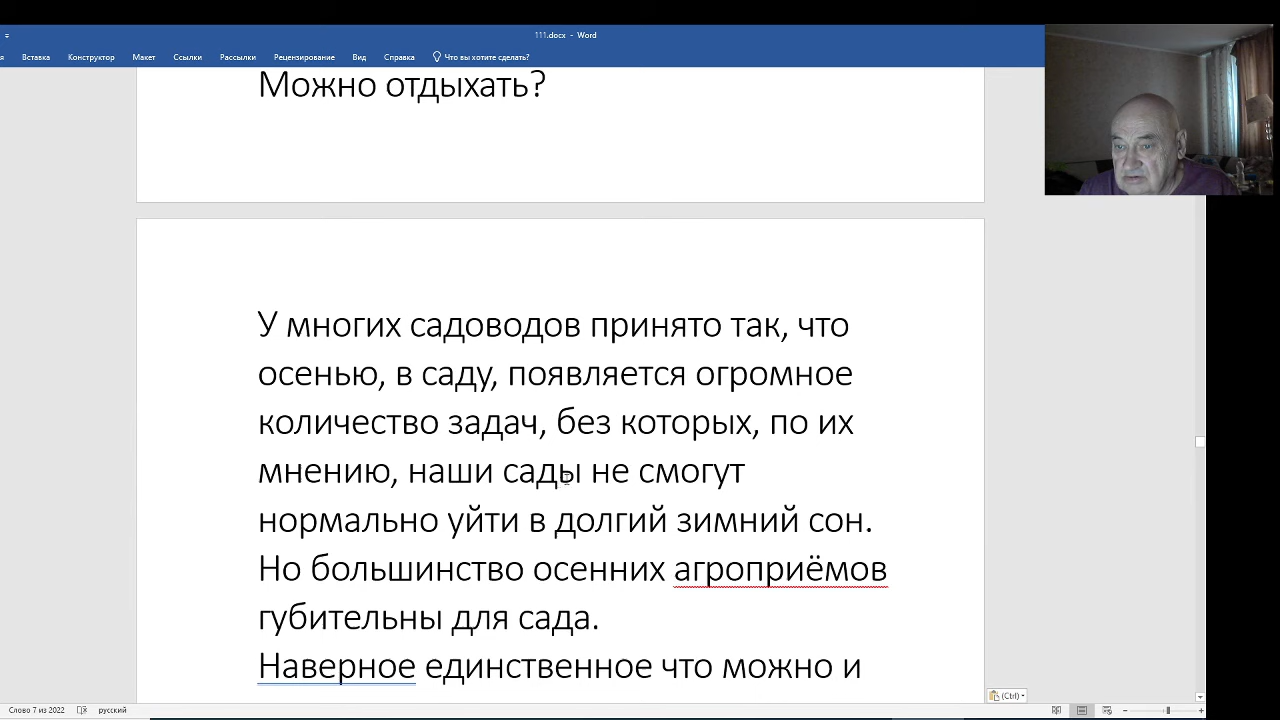 111.docx - Word
я Вставка Конструктор Макет Ссылки Рассылки Рецензирование Вид Справка Что вы хотите сделать?
Можно отдыхать?
У многих садоводов принято так, что
осенью, в саду, появляется огромное
количество задач, без которых, по их
мнению, наши сады не смогут
нормально уйти в долгий зимний сон.
Но большинство осенних агроприёмов
губительны для сада.
Наверное единственное что можно и
(Ctrl)
Слово 7 из 2022 русский